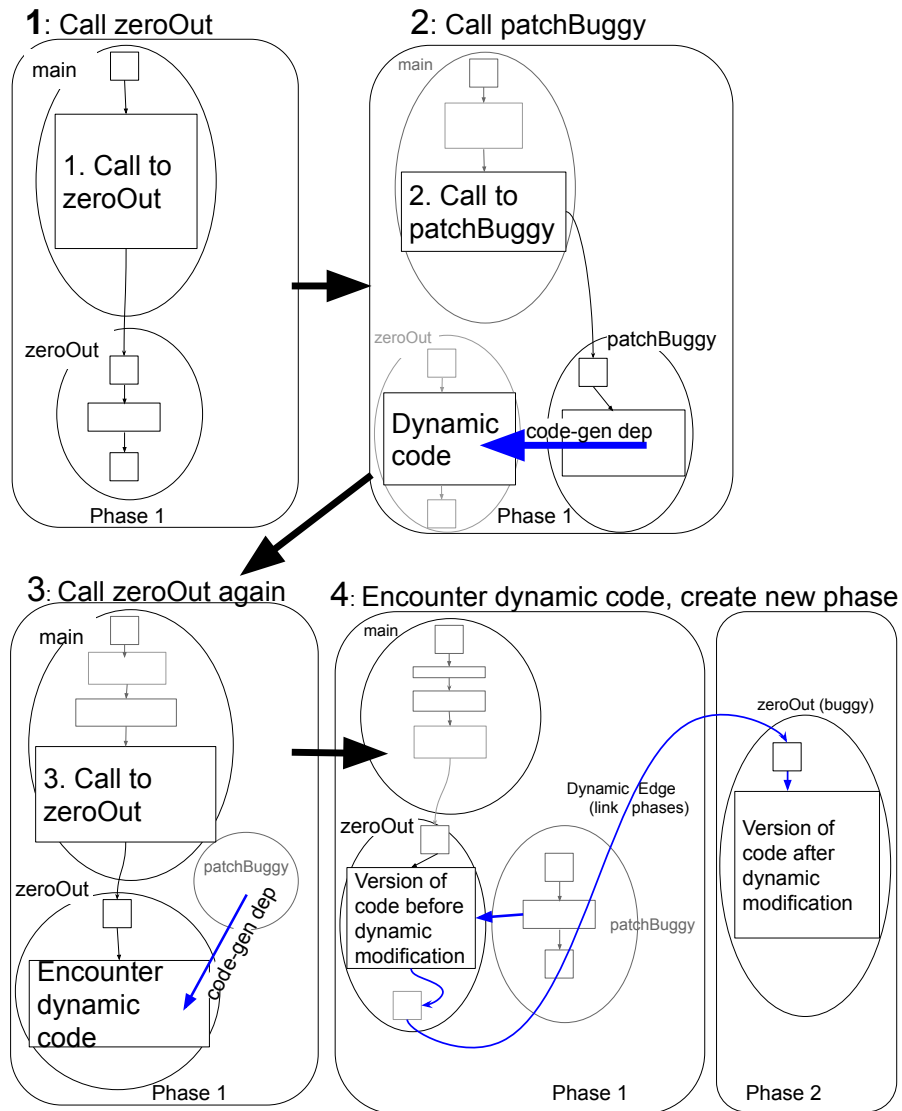 1: Call zeroOut
main
1. Call to
zeroOut
zeroOut
Phase 1
2: Call patchBuggy
main
2. Call to
patchBuggy
zeroOut
patchBuggy
Dynamic
code
code-gen dep
Phase 1
3: Call zeroOut again
main
3. Call to
zeroOut
patchBuggy
zeroOut
code-gen dep
Encounter
dynamic
code
Phase 1
4: Encounter dynamic code, create new phase
main
Dynamic Edge
(link phases)
zeroOut
Version of
code before
dynamic
modification
patchBuggy
Phase 1
zeroOut (buggy)
Version of
code after
dynamic
modification
Phase 2